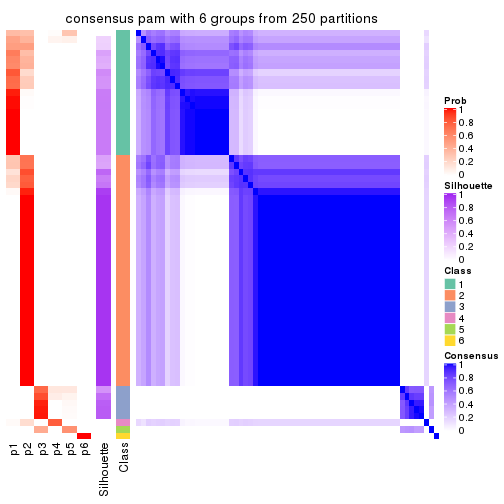 consensus pam with 6 groups from 250 partitions
Prob
1
0.8
0.6
0.4
0.2
0
Silhouette
1
0.8
0.6
0.4
0.2
0
Class
1
2
3
4
5
6
Consensus
1
0.8
0.6
0.4
0.2
0
p1
p2
p3
p4
p5
p6
Silhouette
Class